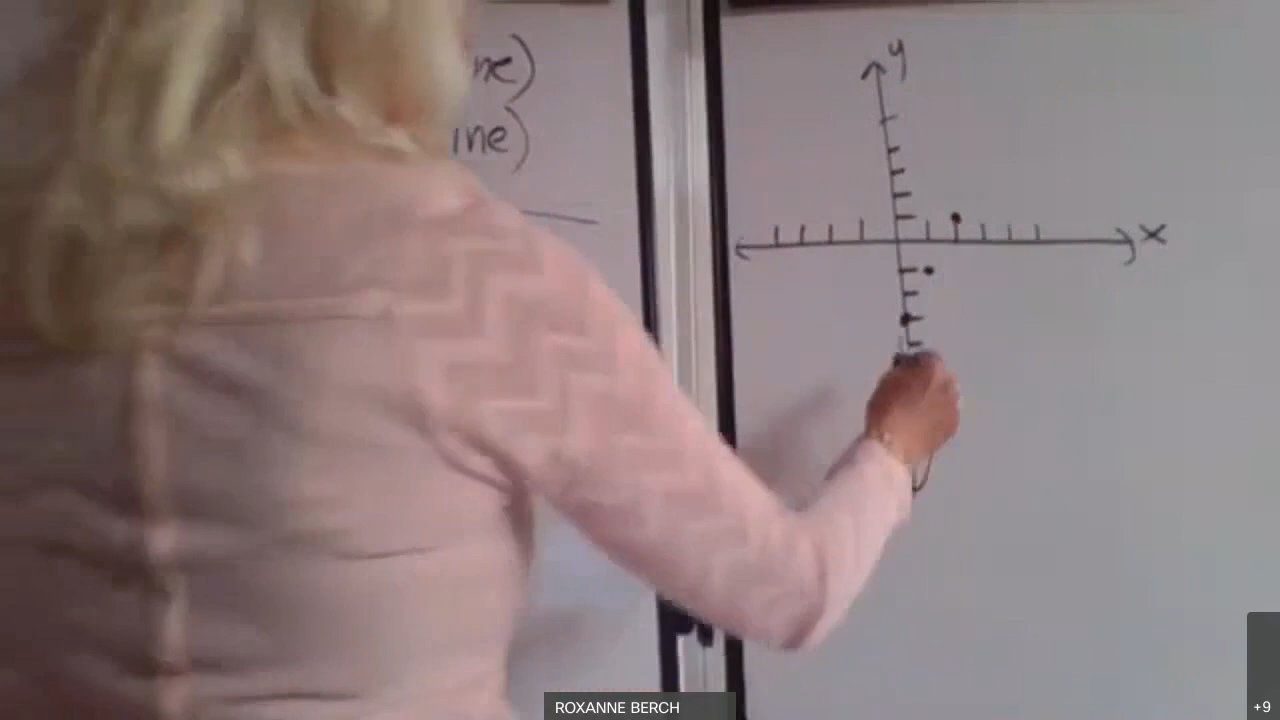 ne)
ine)
y
x
ROXANNE BERCH
+9